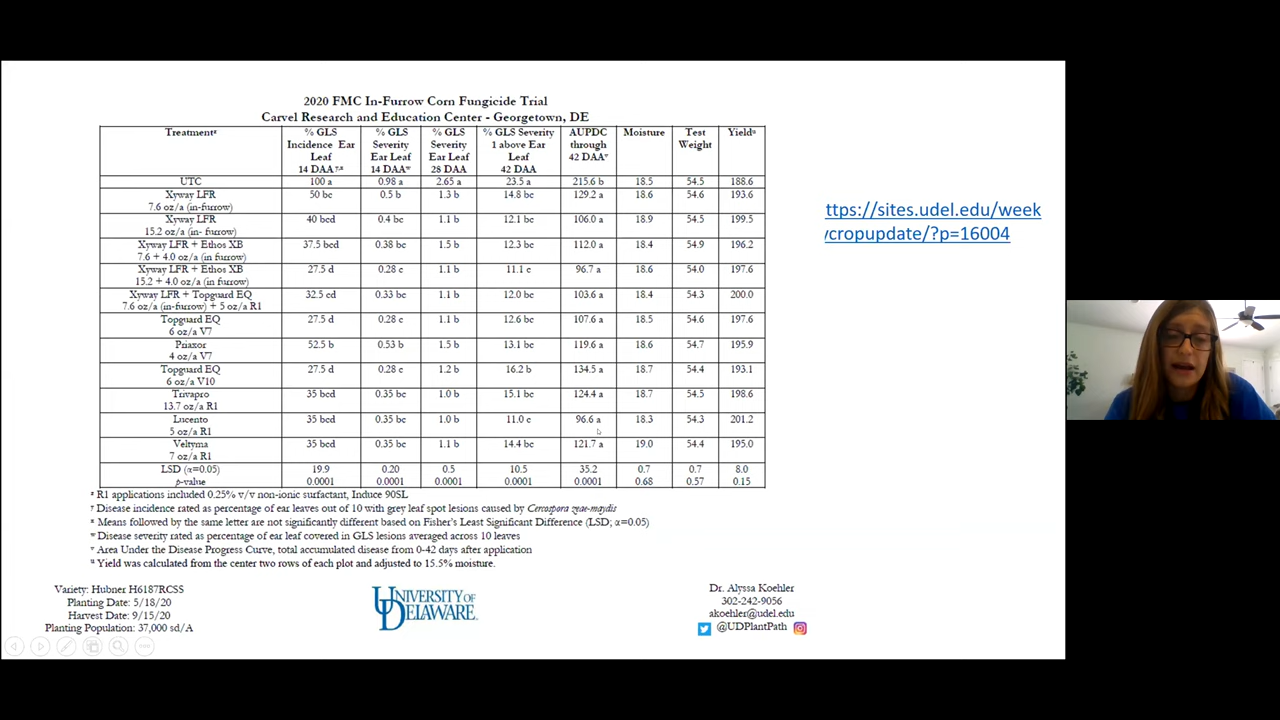 2020 FMC In-Furrow Corn Fungicide Trial
Carvel Research and Education Center - Georgetown, DE
Treatmentᶻ % GLS Incidence Ear Leaf 14 DAAʸ,ˣ % GLS Severity Ear Leaf 14 DAAʷ % GLS Severity Ear Leaf 28 DAA % GLS Severity 1 above Ear Leaf 42 DAA AUPDC through 42 DAAᵛ Moisture Test Weight Yieldᵘ
UTC 100 a 0.98 a 2.65 a 23.5 a 215.6 b 18.5 54.5 188.6
Xyway LFR 50 bc 0.5 b 1.3 b 14.8 bc 129.2 a 18.6 54.6 193.6
7.6 oz/a (in-furrow)
Xyway LFR 40 bcd 0.4 bc 1.1 b 12.1 bc 106.0 a 18.9 54.5 199.5
15.2 oz/a (in- furrow)
Xyway LFR + Ethos XB 37.5 bcd 0.38 bc 1.5 b 12.3 bc 112.0 a 18.4 54.9 196.2
7.6 + 4.0 oz/a (in furrow)
Xyway LFR + Ethos XB 27.5 d 0.28 c 1.1 b 11.1 c 96.7 a 18.6 54.0 197.6
15.2 + 4.0 oz/a (in furrow)
Xyway LFR + Topguard EQ 32.5 cd 0.33 bc 1.1 b 12.0 bc 103.6 a 18.4 54.3 200.0
7.6 oz/a (in-furrow) + 5 oz/a R1
Topguard EQ 27.5 d 0.28 c 1.1 b 12.6 bc 107.6 a 18.5 54.6 197.6
6 oz/a V7
Priaxor 52.5 b 0.53 b 1.5 b 13.1 bc 119.6 a 18.6 54.7 195.9
4 oz/a V7
Topguard EQ 27.5 d 0.28 c 1.2 b 16.2 b 134.5 a 18.7 54.4 193.1
6 oz/a V10
Trivapro 35 bcd 0.35 bc 1.0 b 15.1 bc 124.4 a 18.7 54.5 198.6
13.7 oz/a R1
Lucento 35 bcd 0.35 bc 1.0 b 11.0 c 96.6 a 18.3 54.3 201.2
5 oz/a R1
Veltyma 35 bcd 0.35 bc 1.1 b 14.4 bc 121.7 a 19.0 54.4 195.0
7 oz/a R1
LSD (α=0.05) 19.9 0.20 0.5 10.5 35.2 0.7 0.7 8.0
p-value 0.0001 0.0001 0.0001 0.0001 0.0001 0.68 0.57 0.15
ᶻ R1 applications included 0.25% v/v non-ionic surfactant, Induce 90SL
ʸ Disease incidence rated as percentage of ear leaves out of 10 with grey leaf spot lesions caused by Cercospora zeae-maydis
ˣ Means followed by the same letter are not significantly different based on Fisher's Least Significant Difference (LSD; α=0.05)
ʷ Disease severity rated as percentage of ear leaf covered in GLS lesions averaged across 10 leaves
ᵛ Area Under the Disease Progress Curve, total accumulated disease from 0-42 days after application
ᵘ Yield was calculated from the center two rows of each plot and adjusted to 15.5% moisture.
ttps://sites.udel.edu/week
ycropupdate/?p=16004
Variety: Hubner H6187RCSS
Planting Date: 5/18/20
Harvest Date: 9/15/20
Planting Population: 37,000 sd/A
UNIVERSITY OF
DELAWARE.
Dr. Alyssa Koehler
302-242-9056
akoehler@udel.edu
@UDPlantPath